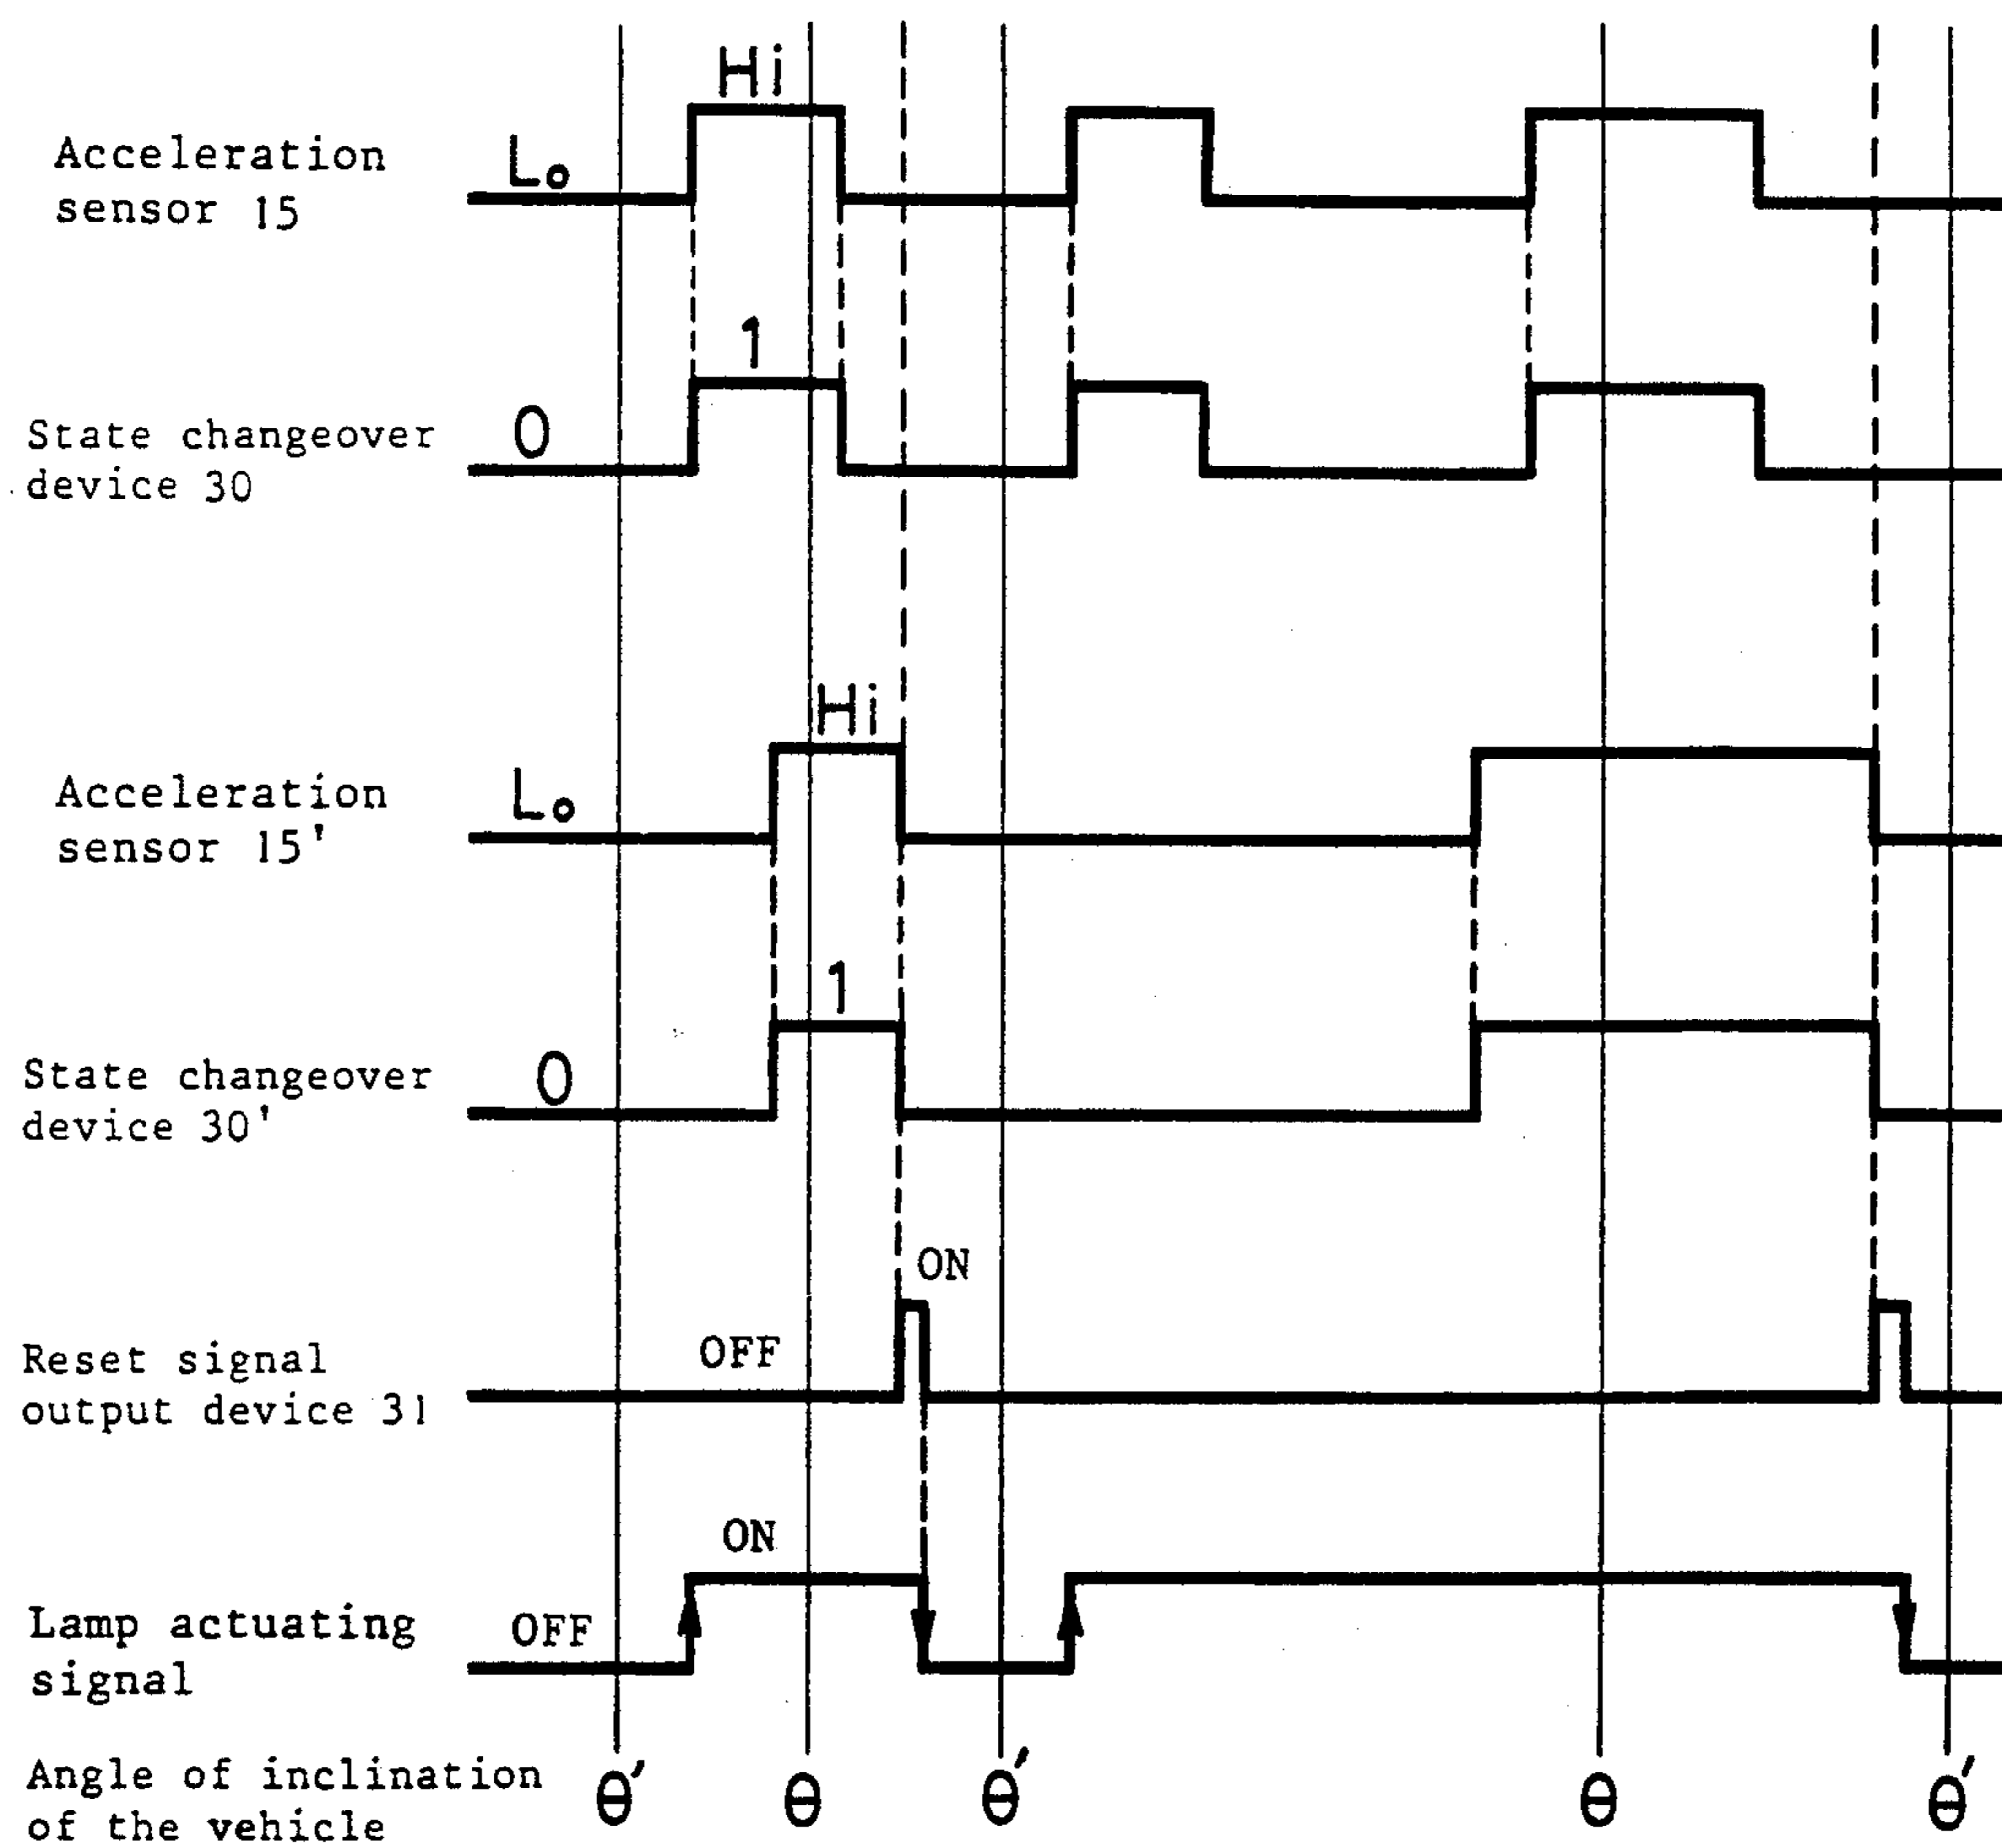 Hi
Acceleration
sensor 15
Lo
1
State changeover
device 30
0
Hi
Acceleration
sensor 15'
Lo
1
State changeover
device 30'
0
ON
Reset signal
output device 31
OFF
ON
Lamp actuating
signal
OFF
Angle of inclination
of the vehicle
θ' θ θ' θ θ'